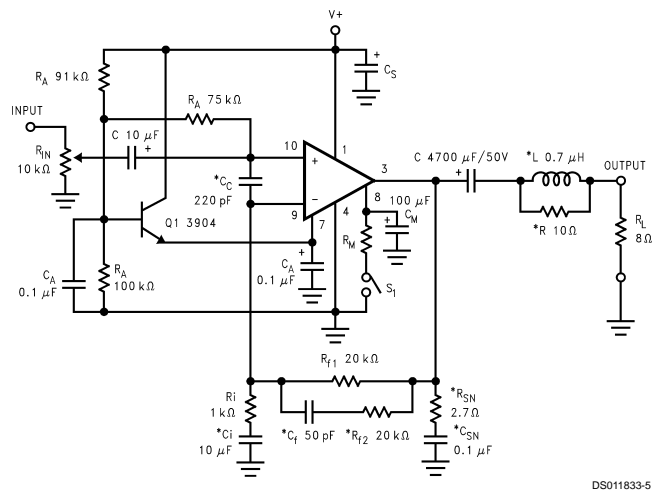 V+
R_A 91 kΩ
+
C_S
INPUT
R_A 75 kΩ
C 10 μF
+
R_IN
10 kΩ
10
+
1
*C_C
220 pF
−
9
3
C 4700 μF/50V
+
*L 0.7 μH
OUTPUT
*R 10Ω
R_L
8Ω
Q1 3904
7
4
8
100 μF
+
C_M
R_M
S_1
C_A
0.1 μF
R_A
100 kΩ
+
C_A
0.1 μF
R_f1 20 kΩ
Ri
1 kΩ
*Ci
10 μF
*C_f 50 pF
*R_f2 20 kΩ
*R_SN
2.7Ω
*C_SN
0.1 μF
DS011833-5